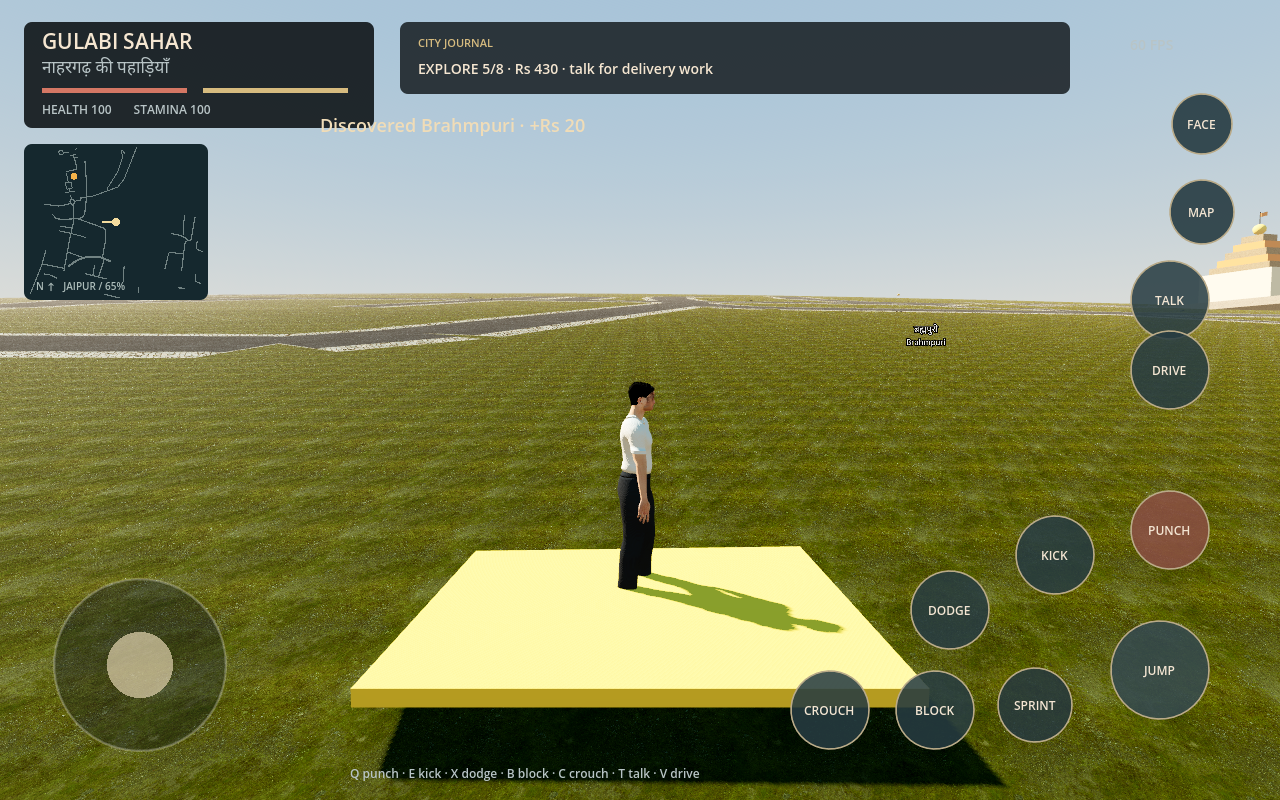 GULABI SAHAR
नाहरगढ़ की पहाड़ियाँ
HEALTH 100 STAMINA 100
CITY JOURNAL
EXPLORE 5/8 · Rs 430 · talk for delivery work
Discovered Brahmpuri · +Rs 20
N ↑ JAIPUR / 65%
FACE
MAP
TALK
DRIVE
ब्रह्मपुरी
Brahmpuri
PUNCH
KICK
DODGE
JUMP
CROUCH
BLOCK
SPRINT
Q punch · E kick · X dodge · B block · C crouch · T talk · V drive